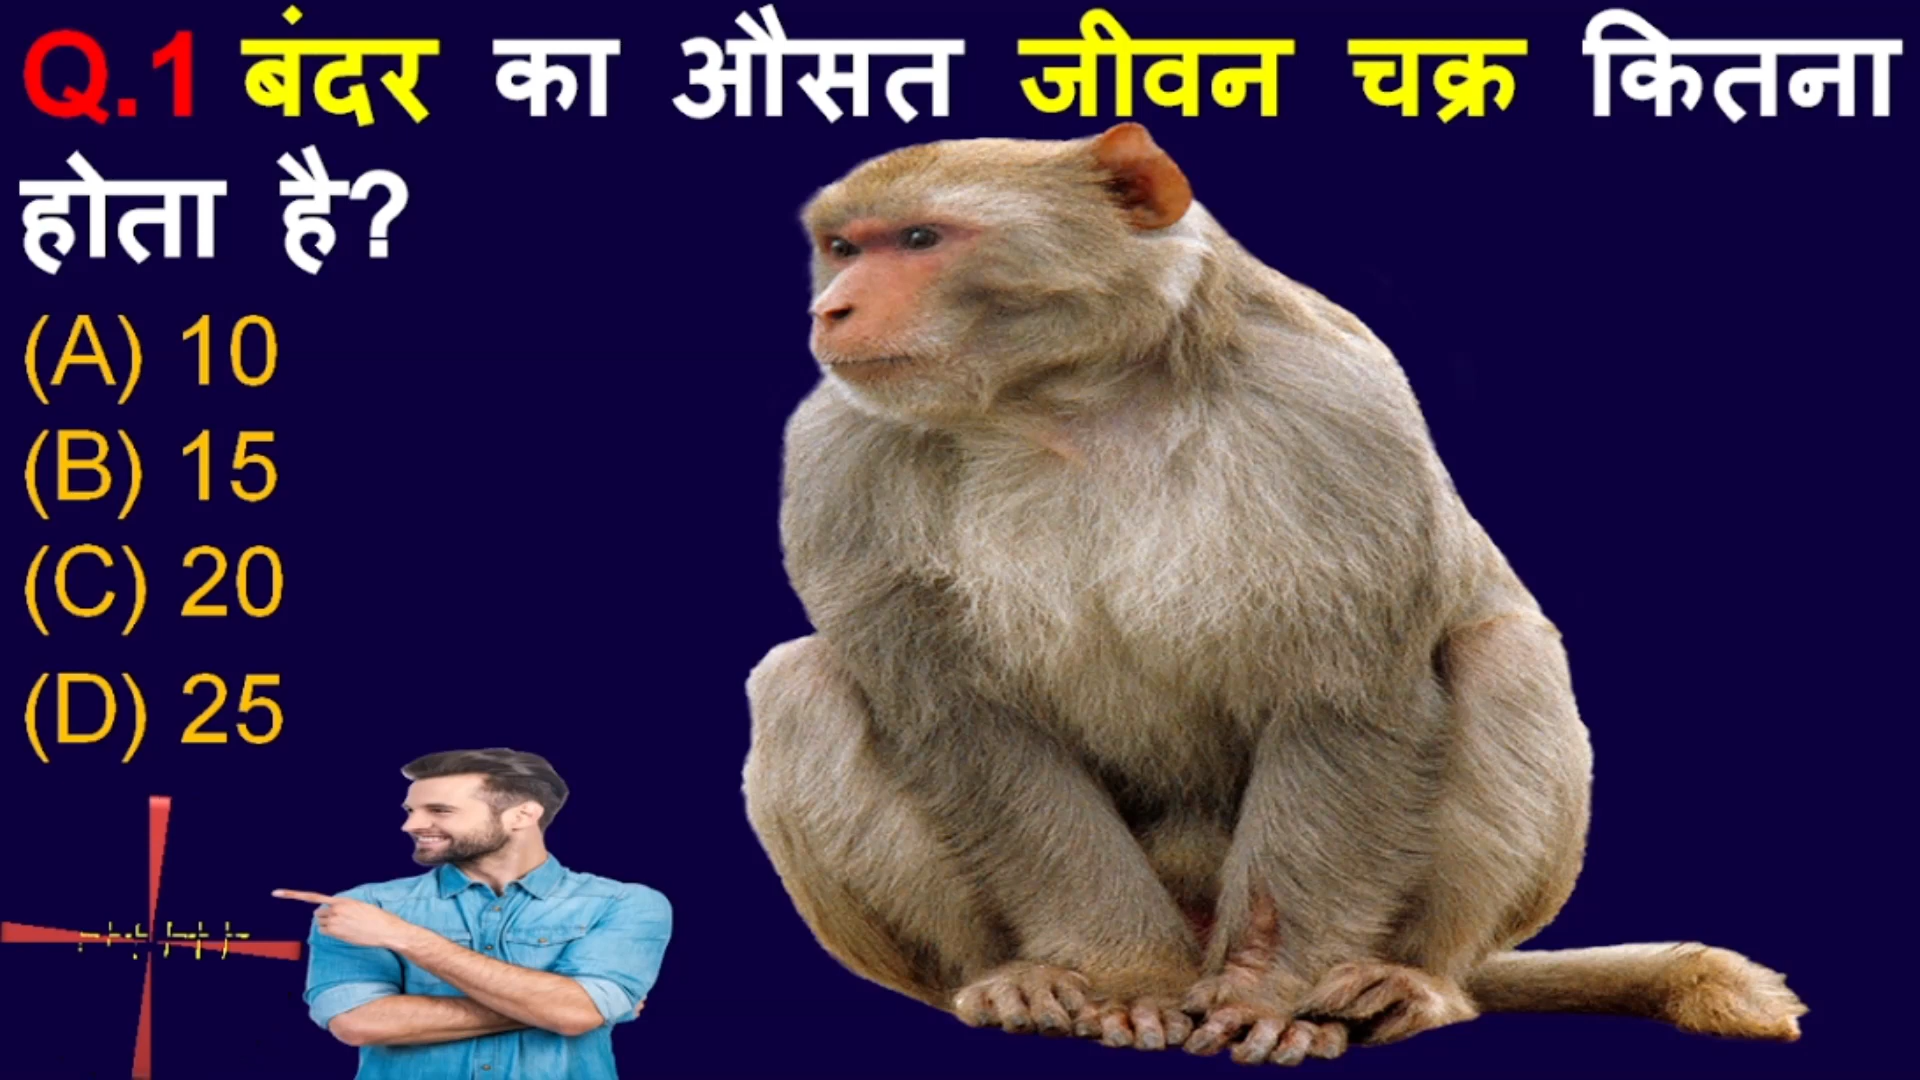 Q.1 बंदर का औसत जीवन चक्र कितना
होता है?
(A) 10
(B) 15
(C) 20
(D) 25